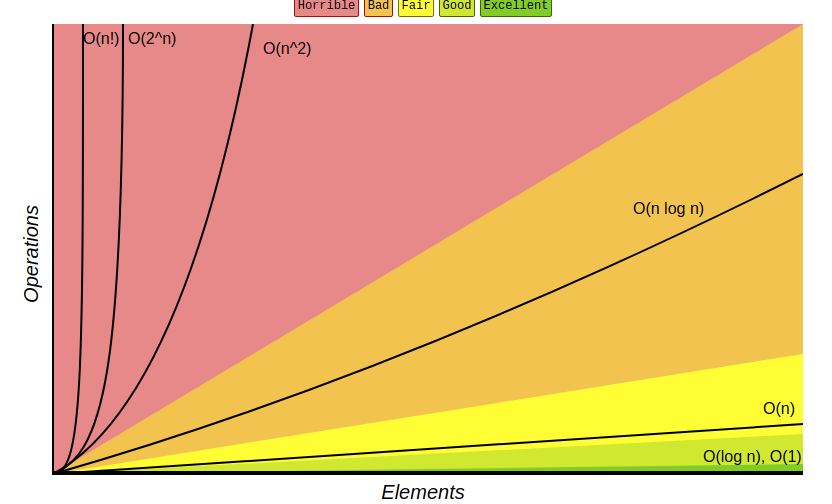 Horrible Bad Fair Good Excellent
O(n!) O(2^n)
O(n^2)
O(n log n)
O(n)
O(log n), O(1)
Operations
Elements